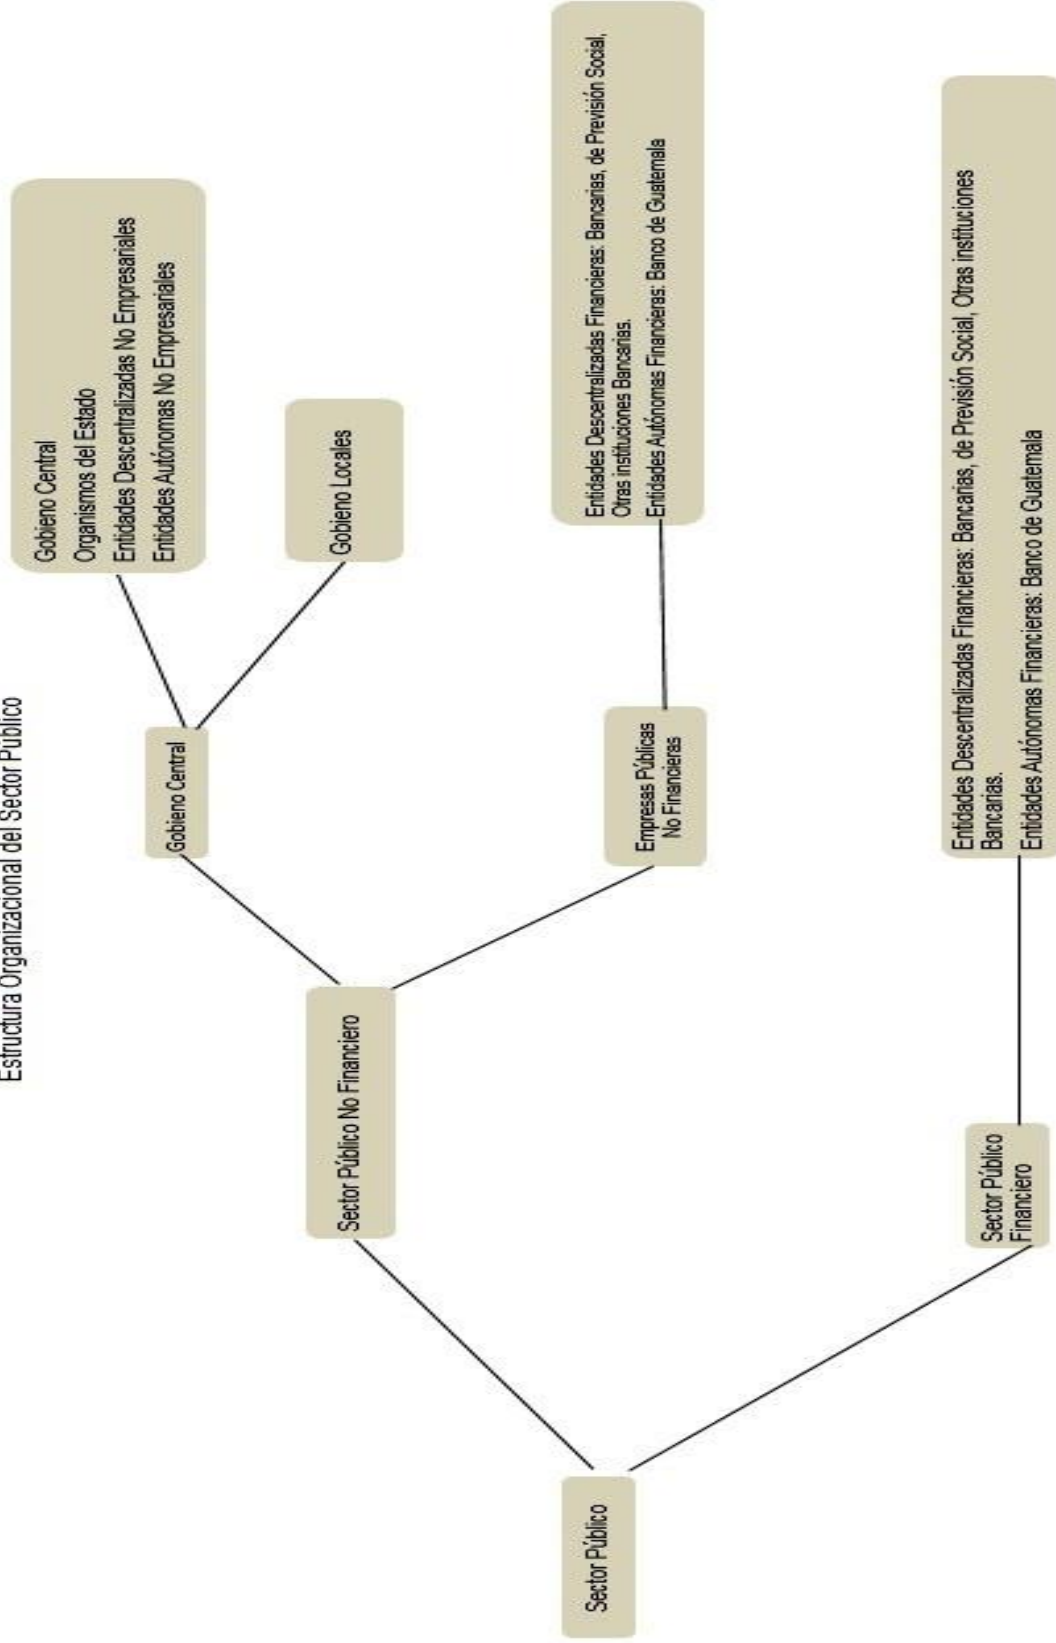 Estructura Organizacional del Sector Público
Gobieno Central
Organismos del Estado
Entidades Descentralizadas No Empresariales
Entidades Autónomas No Empresariales
Gobieno Central
Gobieno Locales
Sector Público No Financiero
Entidades Descentralizadas Financieras: Bancarias, de Previsión Social,
Otras instituciones Bancarias.
Entidades Autónomas Financieras: Banco de Guatemala
Empresas Públicas
No Financieras
Sector Público
Entidades Descentralizadas Financieras: Bancarias, de Previsión Social, Otras instituciones
Bancarias.
Entidades Autónomas Financieras: Banco de Guatemala
Sector Público
Financiero